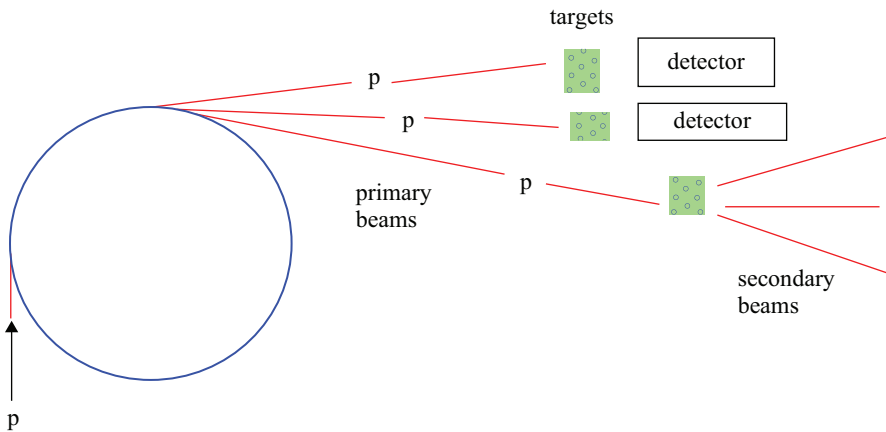 targets
detector
p
p
detector
p
primary
beams
secondary
beams
p